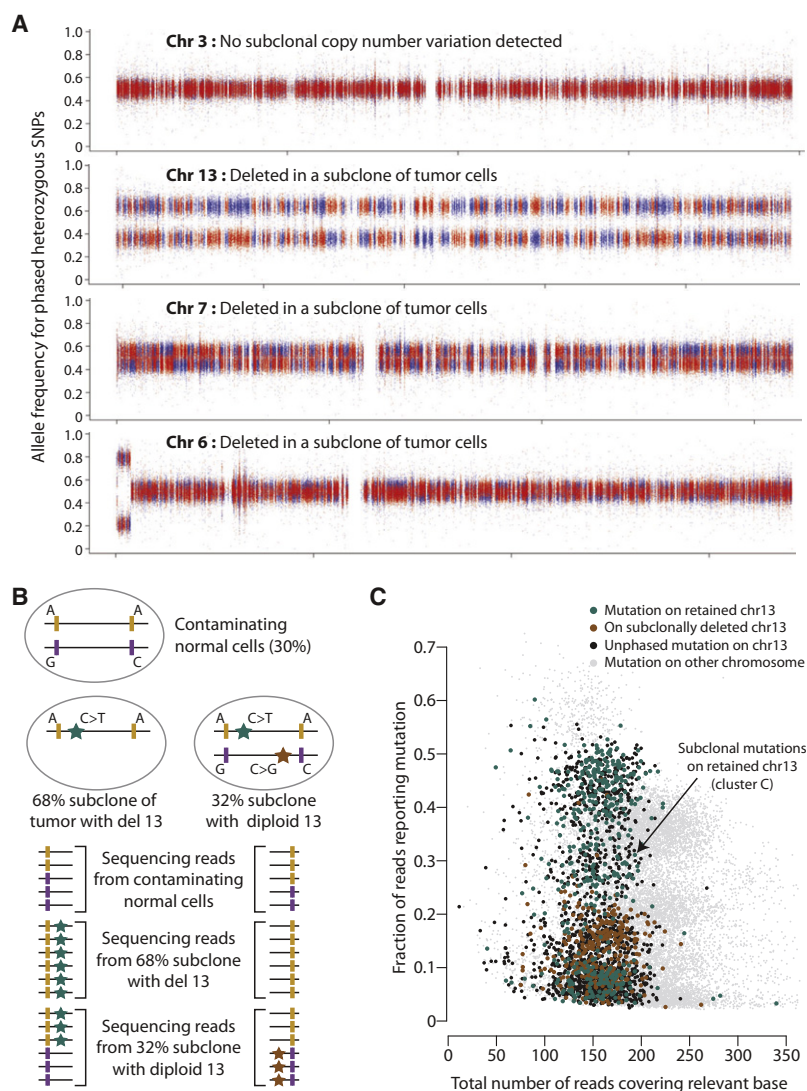 A
Allele frequency for phased heterozygous SNPs
Chr 3 : No subclonal copy number variation detected
1.0
0.8
0.6
0.4
0.2
0
Chr 13 : Deleted in a subclone of tumor cells
1.0
0.8
0.6
0.4
0.2
0
Chr 7 : Deleted in a subclone of tumor cells
1.0
0.8
0.6
0.4
0.2
0
Chr 6 : Deleted in a subclone of tumor cells
1.0
0.8
0.6
0.4
0.2
0
B
A A
G C
Contaminating
normal cells (30%)
A C>T A
68% subclone of
tumor with del 13
A C>T A
G C>G C
32% subclone
with diploid 13
Sequencing reads
from contaminating
normal cells
Sequencing reads
from 68% subclone
with del 13
Sequencing reads
from 32% subclone
with diploid 13
C
Mutation on retained chr13
On subclonally deleted chr13
Unphased mutation on chr13
Mutation on other chromosome
Subclonal mutations
on retained chr13
(cluster C)
Fraction of reads reporting mutation
0.7
0.6
0.5
0.4
0.3
0.2
0.1
0
0 50 100 150 200 250 300 350
Total number of reads covering relevant base